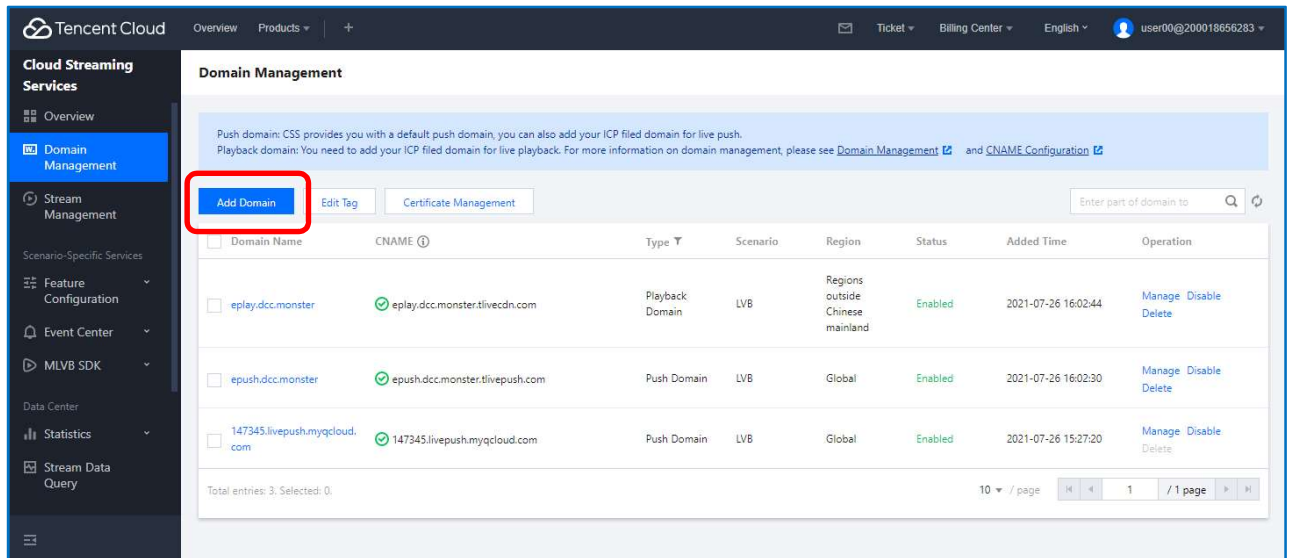 Tencent Cloud
Overview Products +
Ticket Billing Center English user00@200018656283
Cloud Streaming
Services
Overview
Domain
Management
Stream
Management
Scenario-Specific Services
Feature
Configuration
Event Center
MLVB SDK
Data Center
Statistics
Stream Data
Query
Domain Management
Push domain: CSS provides you with a default push domain, you can also add your ICP filed domain for live push.
Playback domain: You need to add your ICP filed domain for live playback. For more information on domain management, please see Domain Management and CNAME Configuration
Add Domain Edit Tag Certificate Management Enter part of domain to
Domain Name CNAME Type Scenario Region Status Added Time Operation
eplay.dcc.monster eplay.dcc.monster.tlivecdn.com Playback Domain LVB Regions outside Chinese mainland Enabled 2021-07-26 16:02:44 Manage Disable Delete
epush.dcc.monster epush.dcc.monster.tlivepush.com Push Domain LVB Global Enabled 2021-07-26 16:02:30 Manage Disable Delete
147345.livepush.myqcloud.com 147345.livepush.myqcloud.com Push Domain LVB Global Enabled 2021-07-26 15:27:20 Manage Disable Delete
Total entries: 3. Selected: 0. 10 / page 1 / 1 page